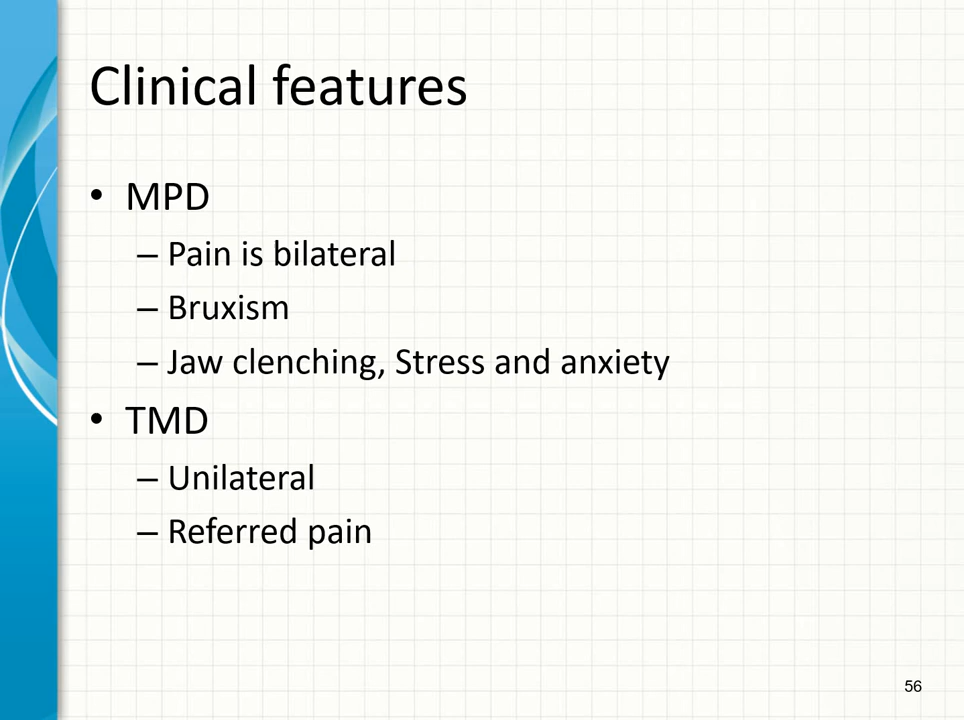 Clinical features
• MPD
– Pain is bilateral
– Bruxism
– Jaw clenching, Stress and anxiety
• TMD
– Unilateral
– Referred pain
56